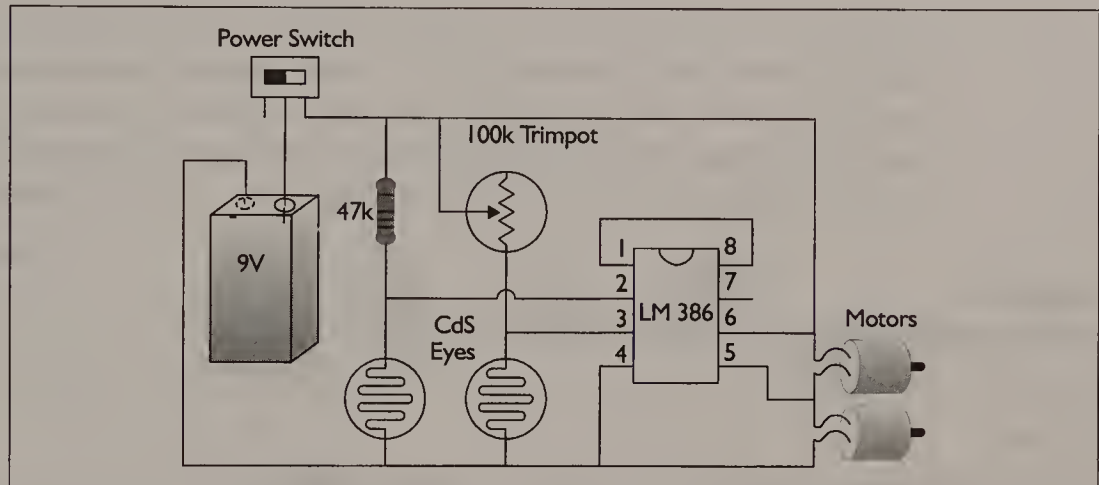 Power Switch
100k Trimpot
47k
9V
-
CdS
Eyes
1
2
3
4
LM 386
8
7
6
5
Motors